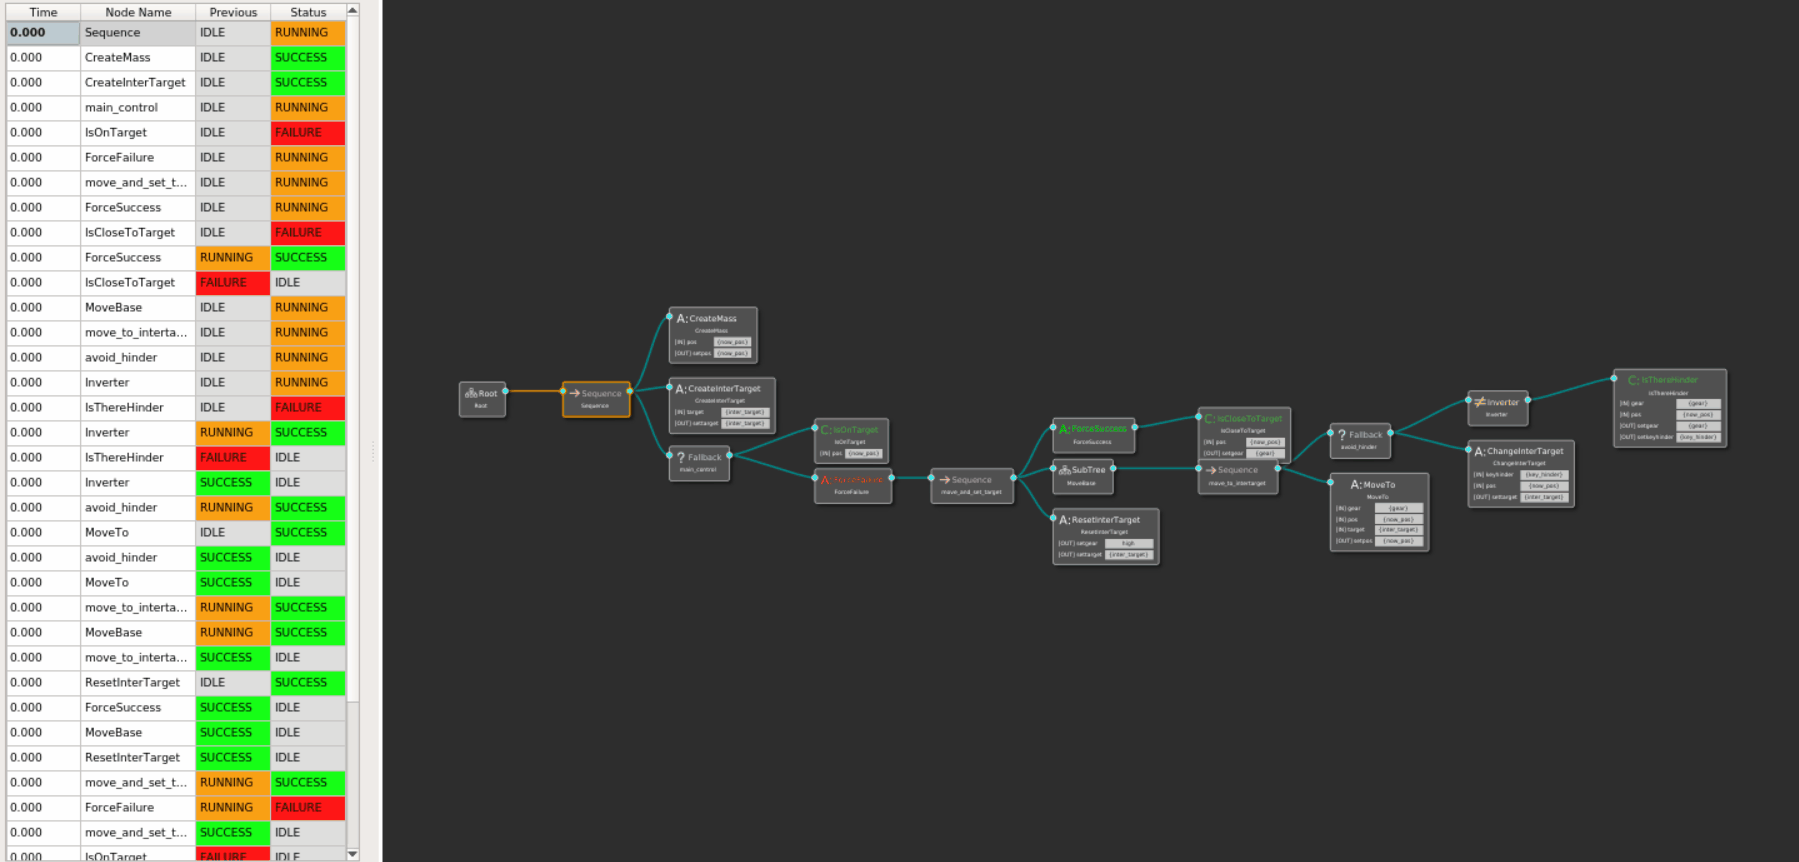 Time Node Name Previous Status
0.000 Sequence IDLE RUNNING
0.000 CreateMass IDLE SUCCESS
0.000 CreateInterTarget IDLE SUCCESS
0.000 main_control IDLE RUNNING
0.000 IsOnTarget IDLE FAILURE
0.000 ForceFailure IDLE RUNNING
0.000 move_and_set_t... IDLE RUNNING
0.000 ForceSuccess IDLE RUNNING
0.000 IsCloseToTarget IDLE FAILURE
0.000 ForceSuccess RUNNING SUCCESS
0.000 IsCloseToTarget FAILURE IDLE
0.000 MoveBase IDLE RUNNING
0.000 move_to_interta... IDLE RUNNING
0.000 avoid_hinder IDLE RUNNING
0.000 Inverter IDLE RUNNING
0.000 IsThereHinder IDLE FAILURE
0.000 Inverter RUNNING SUCCESS
0.000 IsThereHinder FAILURE IDLE
0.000 Inverter SUCCESS IDLE
0.000 avoid_hinder RUNNING SUCCESS
0.000 MoveTo IDLE SUCCESS
0.000 avoid_hinder SUCCESS IDLE
0.000 MoveTo SUCCESS IDLE
0.000 move_to_interta... RUNNING SUCCESS
0.000 MoveBase RUNNING SUCCESS
0.000 move_to_interta... SUCCESS IDLE
0.000 ResetInterTarget IDLE SUCCESS
0.000 ForceSuccess SUCCESS IDLE
0.000 MoveBase SUCCESS IDLE
0.000 ResetInterTarget SUCCESS IDLE
0.000 move_and_set_t... RUNNING SUCCESS
0.000 ForceFailure RUNNING FAILURE
0.000 move_and_set_t... SUCCESS IDLE
0.000 IsOnTarget FAILURE IDLE
Root
Root
Sequence
Sequence
A: CreateMass
CreateMass
[IN] pos {now_pos}
[OUT] setpos {now_pos}
A: CreateInterTarget
CreateInterTarget
[IN] target {inter_target}
[OUT] settarget {inter_target}
? Fallback
main_control
C: IsOnTarget
IsOnTarget
[IN] pos {now_pos}
A: ForceFailure
ForceFailure
Sequence
move_and_set_target
A: ForceSuccess
ForceSuccess
SubTree
MoveBase
A: ResetInterTarget
ResetInterTarget
[OUT] setgear high
[OUT] settarget {inter_target}
C: IsCloseToTarget
IsCloseToTarget
[IN] pos {now_pos}
[OUT] setgear {gear}
Sequence
move_to_intertarget
? Fallback
avoid_hinder
A: MoveTo
MoveTo
[IN] gear {gear}
[IN] pos {now_pos}
[IN] target {inter_target}
[OUT] setpos {now_pos}
Inverter
Inverter
A: ChangeInterTarget
ChangeInterTarget
[IN] keyhinder {key_hinder}
[IN] pos {now_pos}
[OUT] settarget {inter_target}
C: IsThereHinder
IsThereHinder
[IN] gear {gear}
[IN] pos {now_pos}
[OUT] setgear {gear}
[OUT] setkeyhinder {key_hinder}